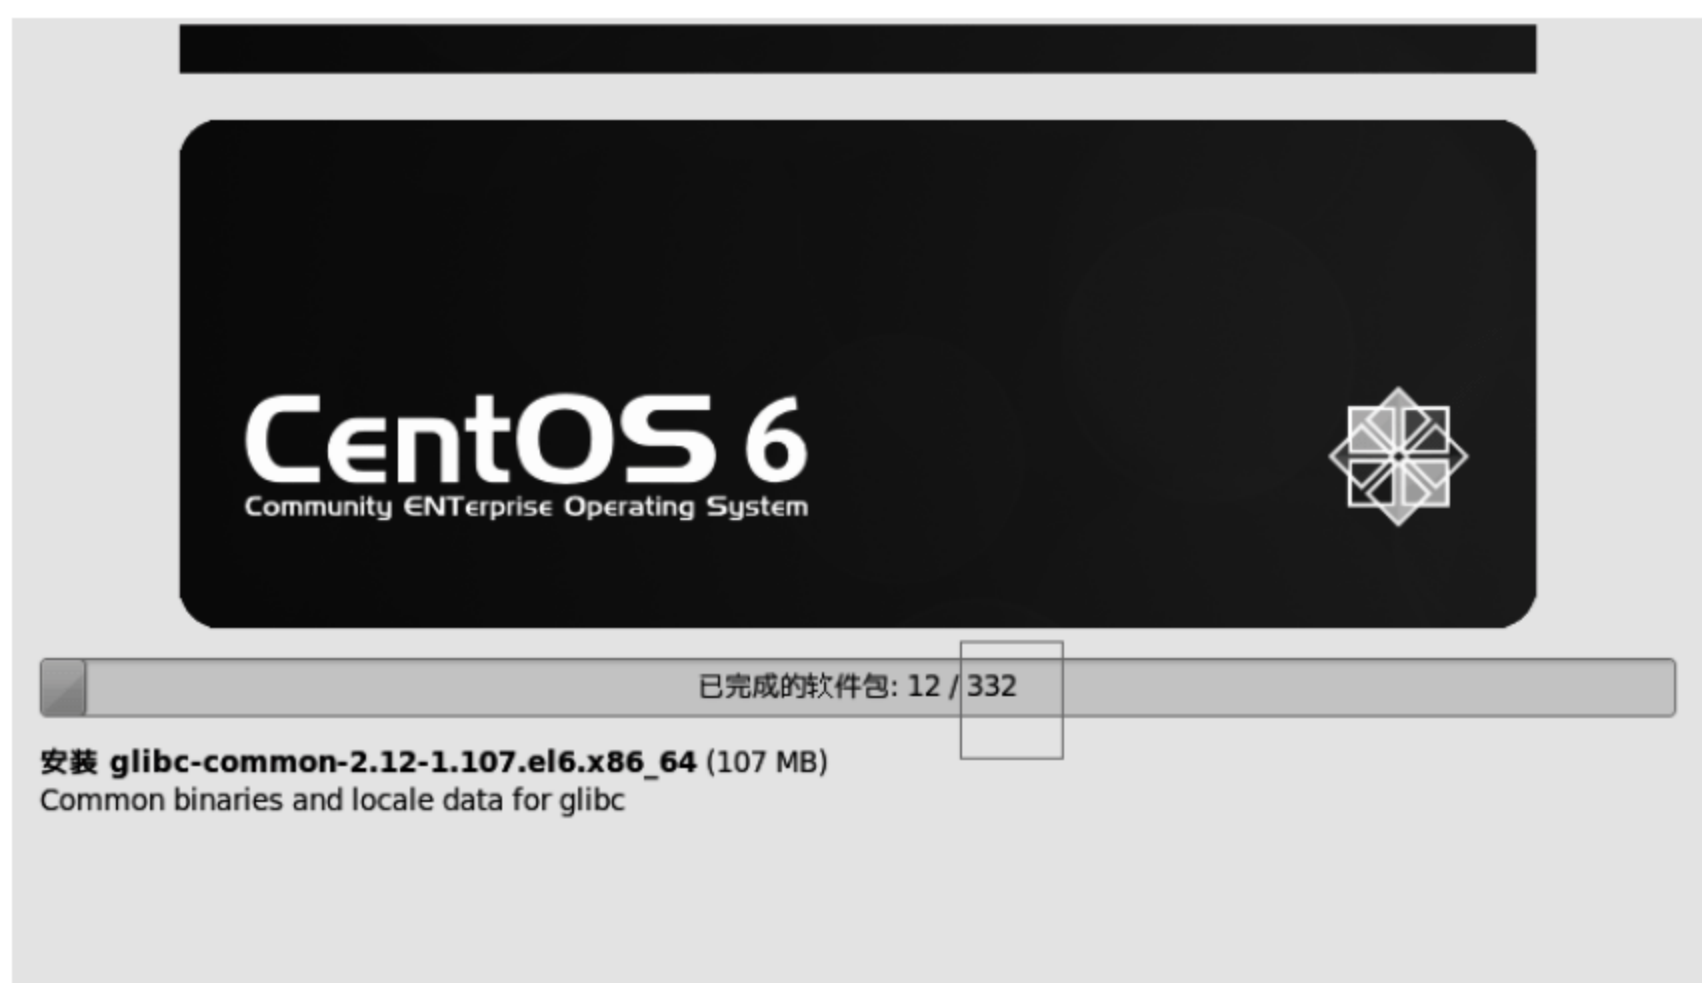 CentOS 6
Community ENTerprise Operating System
已完成的软件包: 12 / 332
安装 glibc-common-2.12-1.107.el6.x86_64 (107 MB)
Common binaries and locale data for glibc